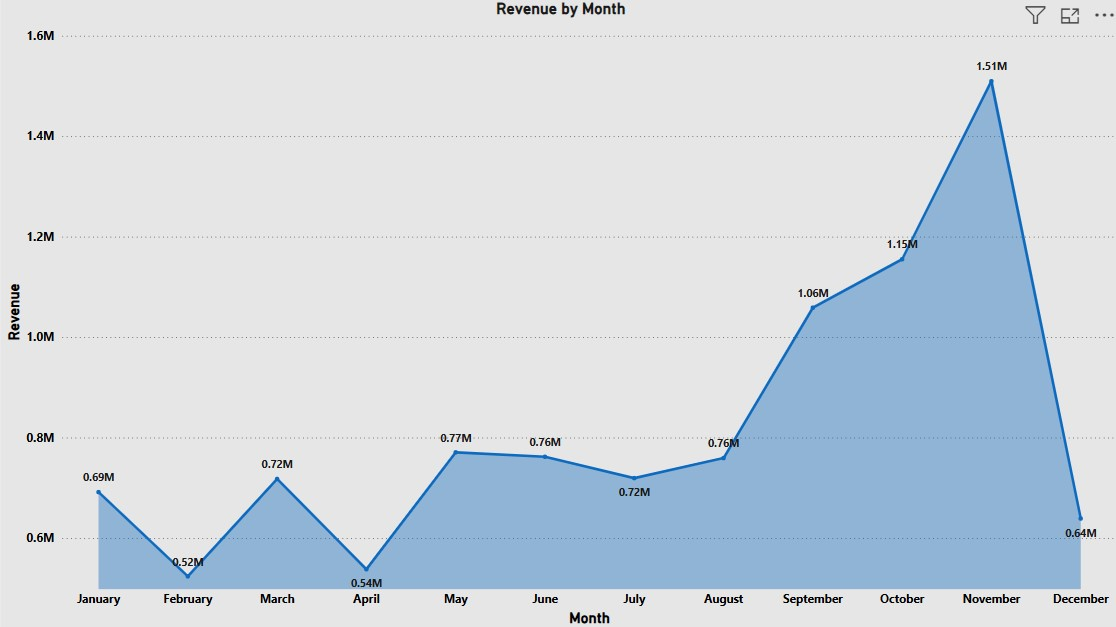 Revenue by Month
1.6M
1.51M
1.4M
1.2M
1.15M
1.06M
Revenue
1.0M
0.8M
0.77M
0.76M
0.76M
0.72M
0.69M
0.72M
0.6M
0.52M
0.54M
0.64M
January February March April May June July August September October November December
Month